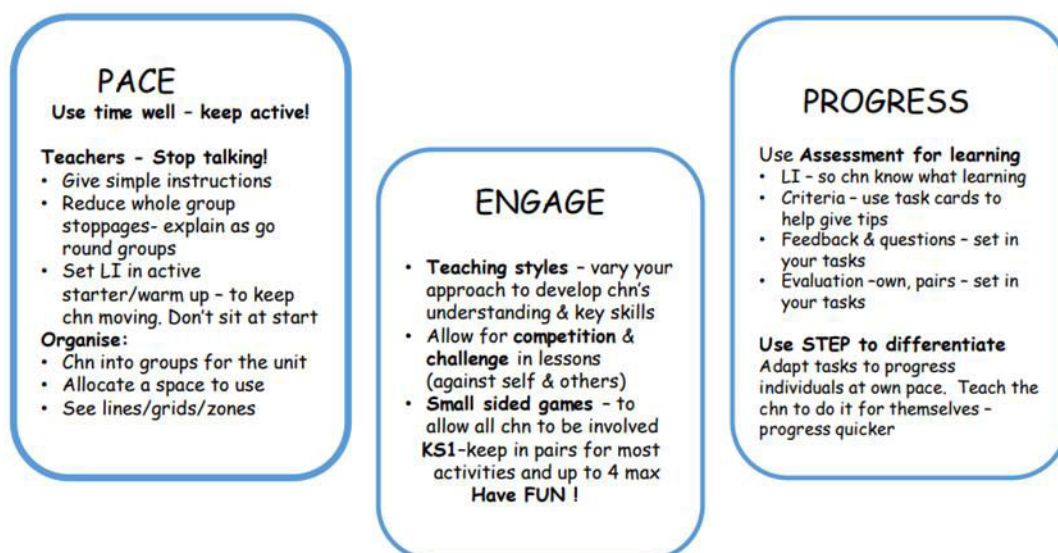 PACE
Use time well – keep active!
Teachers - Stop talking!
• Give simple instructions
• Reduce whole group
stoppages- explain as go
round groups
• Set LI in active
starter/warm up – to keep
chn moving. Don't sit at start
Organise:
• Chn into groups for the unit
• Allocate a space to use
• See lines/grids/zones
ENGAGE
• Teaching styles – vary your
approach to develop chn's
understanding & key skills
• Allow for competition &
challenge in lessons
(against self & others)
• Small sided games – to
allow all chn to be involved
KS1–keep in pairs for most
activities and up to 4 max
Have FUN !
PROGRESS
Use Assessment for learning
• LI – so chn know what learning
• Criteria – use task cards to
help give tips
• Feedback & questions – set in
your tasks
• Evaluation –own, pairs – set in
your tasks
Use STEP to differentiate
Adapt tasks to progress
individuals at own pace. Teach the
chn to do it for themselves –
progress quicker